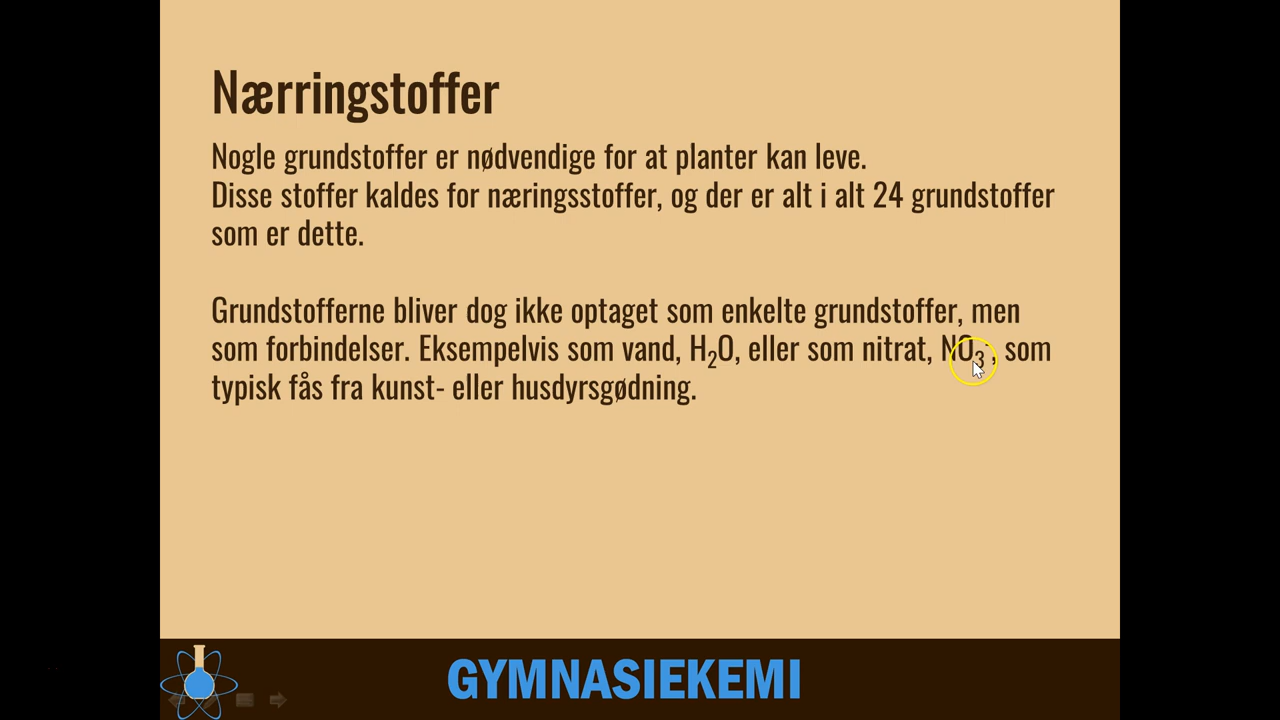 Nærringstoffer
Nogle grundstoffer er nødvendige for at planter kan leve.
Disse stoffer kaldes for næringsstoffer, og der er alt i alt 24 grundstoffer
som er dette.
Grundstofferne bliver dog ikke optaget som enkelte grundstoffer, men
som forbindelser. Eksempelvis som vand, H₂O, eller som nitrat, NO₃⁻, som
typisk fås fra kunst- eller husdyrsgødning.
GYMNASIEKEMI